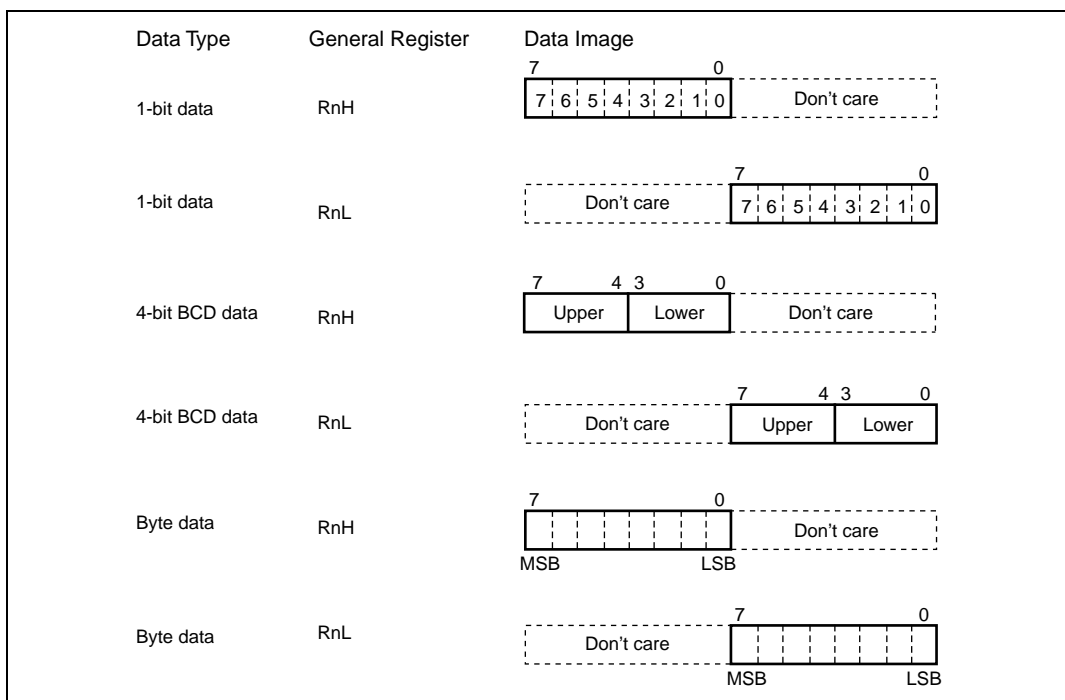 Data Type General Register Data Image
7 0
1-bit data RnH 7 6 5 4 3 2 1 0 Don't care
7 0
1-bit data RnL Don't care 7 6 5 4 3 2 1 0
7 4 3 0
4-bit BCD data RnH Upper Lower Don't care
7 4 3 0
4-bit BCD data RnL Don't care Upper Lower
7 0
Byte data RnH Don't care
MSB LSB
7 0
Byte data RnL Don't care
MSB LSB